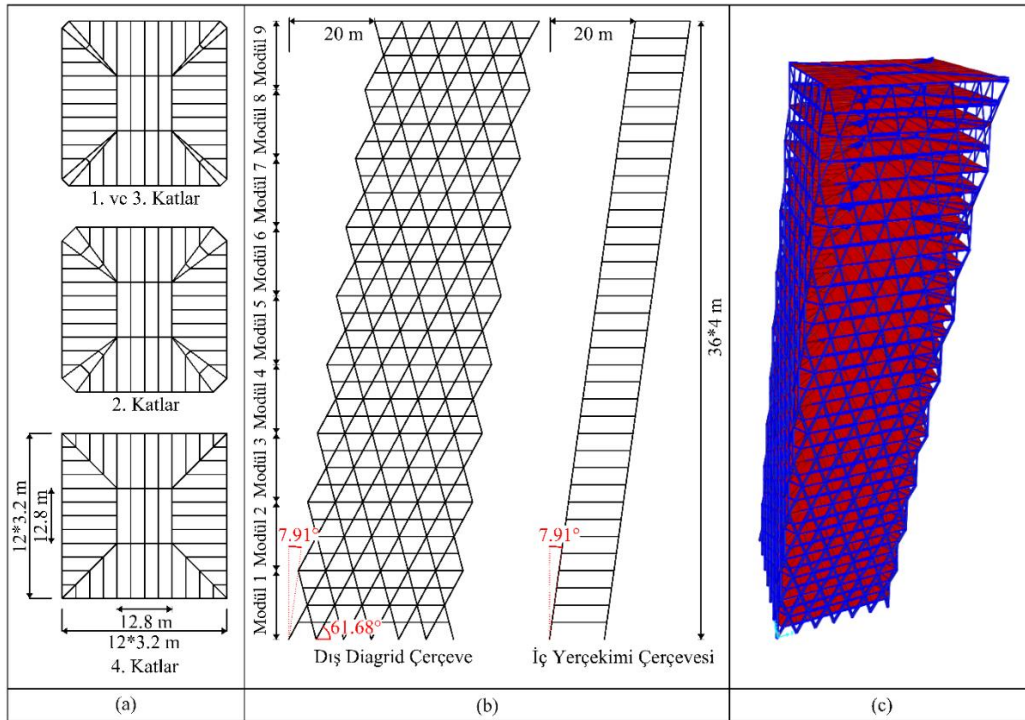 1. ve 3. Katlar
2. Katlar
12*3.2 m
12.8 m
12.8 m
12*3.2 m
4. Katlar
(a)
20 m
20 m
Modül 9
Modül 8
Modül 7
Modül 6
Modül 5
Modül 4
Modül 3
Modül 2
Modül 1
7.91°
61.68°
7.91°
36*4 m
Dış Diagrid Çerçeve
İç Yerçekimi Çerçevesi
(b)
(c)